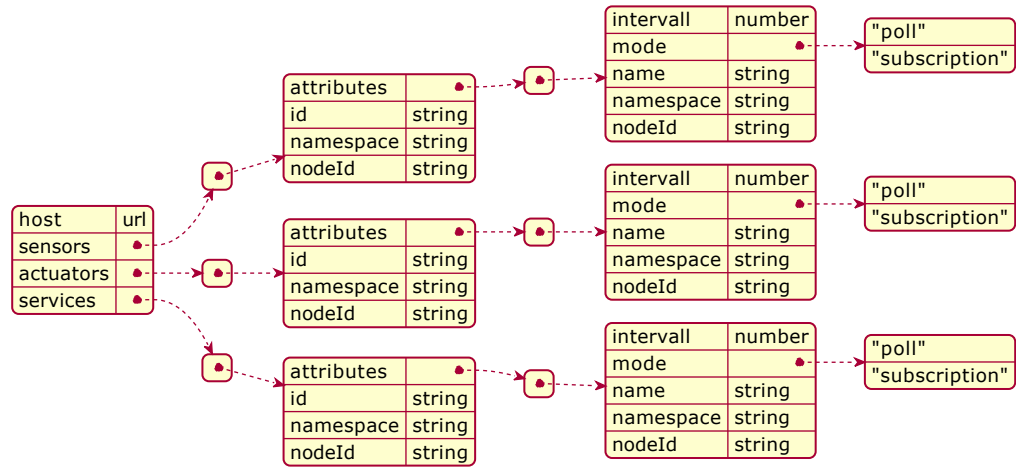 host url
sensors
actuators
services
attributes
id string
namespace string
nodeId string
intervall number
mode
name string
namespace string
nodeId string
"poll"
"subscription"
attributes
id string
namespace string
nodeId string
intervall number
mode
name string
namespace string
nodeId string
"poll"
"subscription"
attributes
id string
namespace string
nodeId string
intervall number
mode
name string
namespace string
nodeId string
"poll"
"subscription"